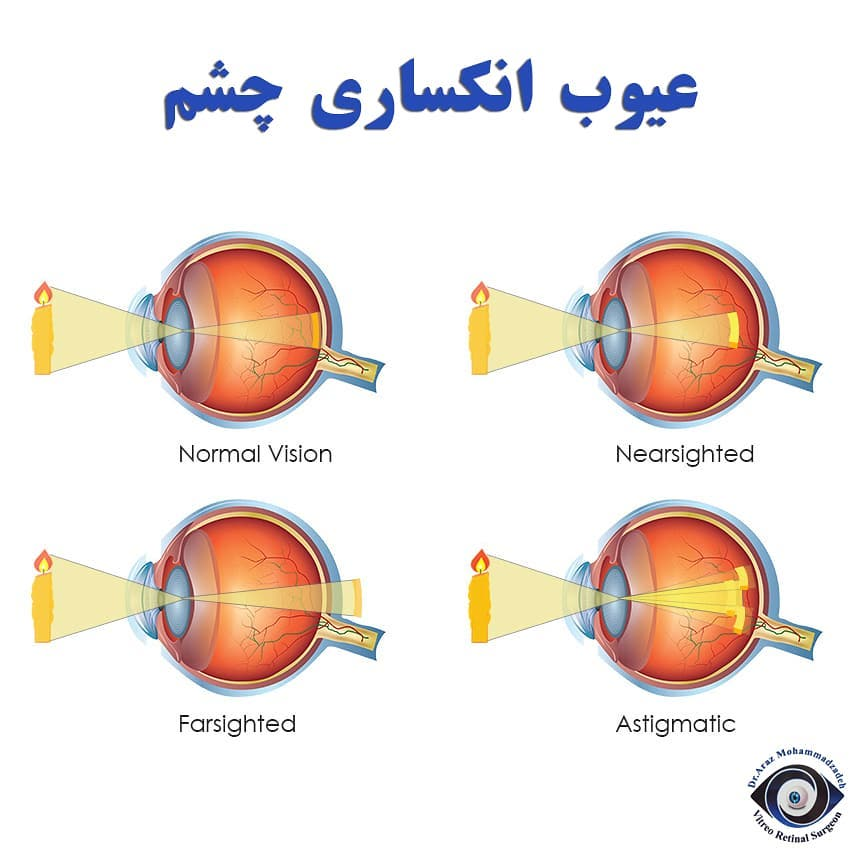 عیوب انکساری چشم
Normal Vision
Nearsighted
Farsighted
Astigmatic
Dr.Araz Mohammadzadeh
Vitreo Retinal Surgeon